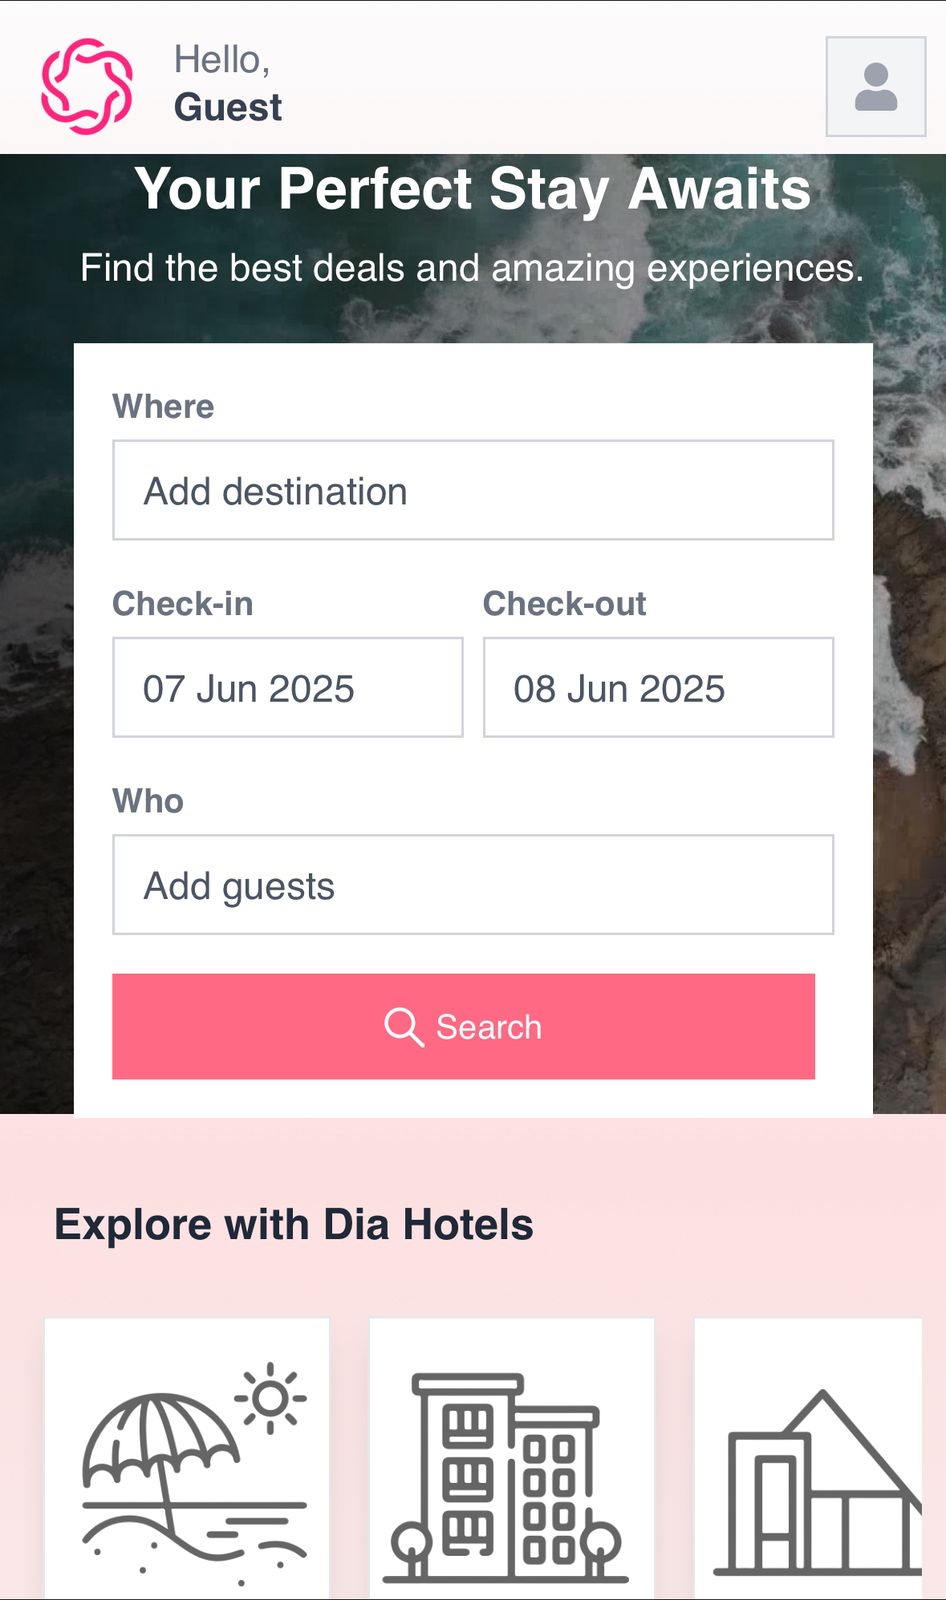 Hello,
Guest
Your Perfect Stay Awaits
Find the best deals and amazing experiences.
Where
Add destination
Check-in
Check-out
07 Jun 2025
08 Jun 2025
Who
Add guests
Search
Explore with Dia Hotels